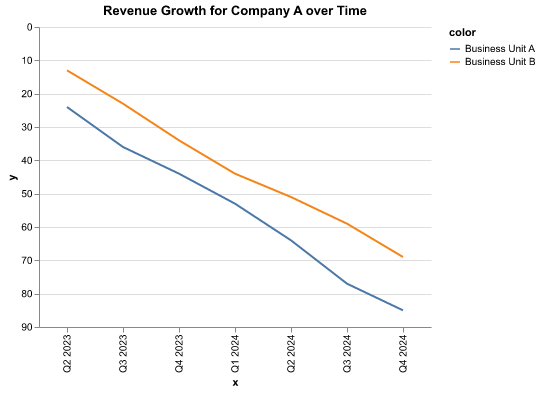 Revenue Growth for Company A over Time
color
Business Unit A
Business Unit B
y
0
10
20
30
40
50
60
70
80
90
Q2 2023
Q3 2023
Q4 2023
Q1 2024
Q2 2024
Q3 2024
Q4 2024
x